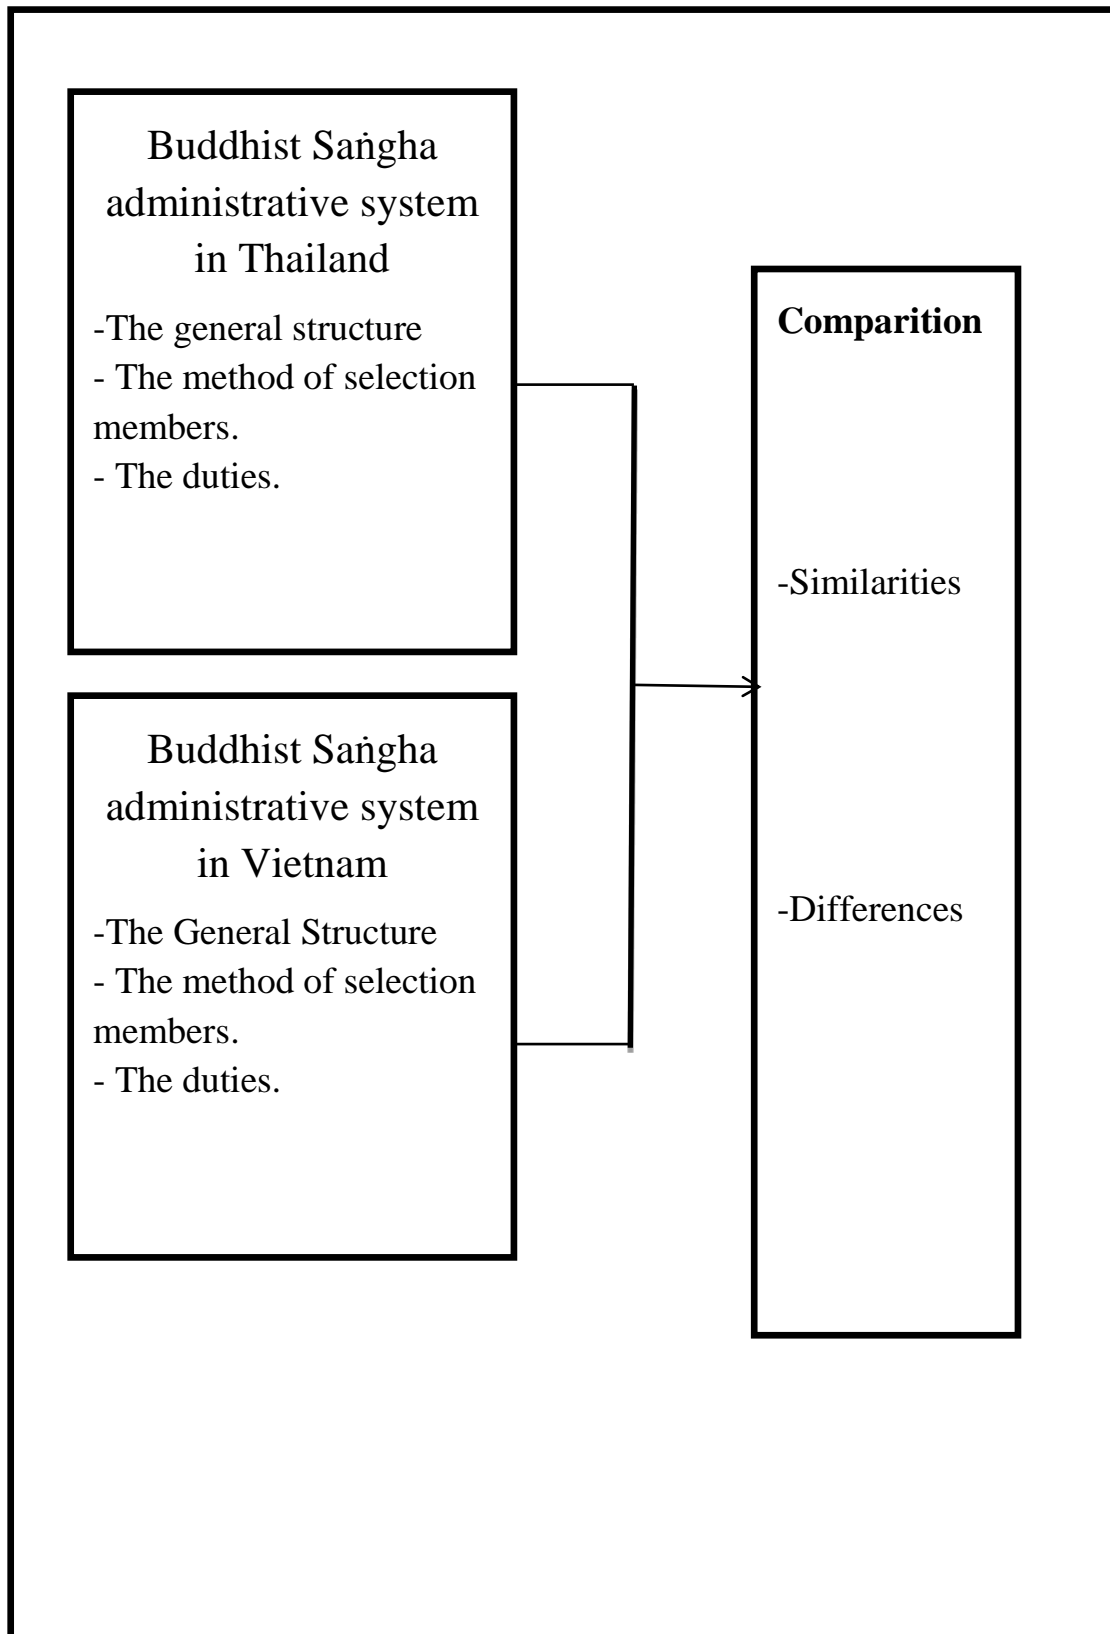 Buddhist Saṅgha
administrative system
in Thailand
-The general structure
- The method of selection
members.
- The duties.
Buddhist Saṅgha
administrative system
in Vietnam
-The General Structure
- The method of selection
members.
- The duties.
Comparition
-Similarities
-Differences